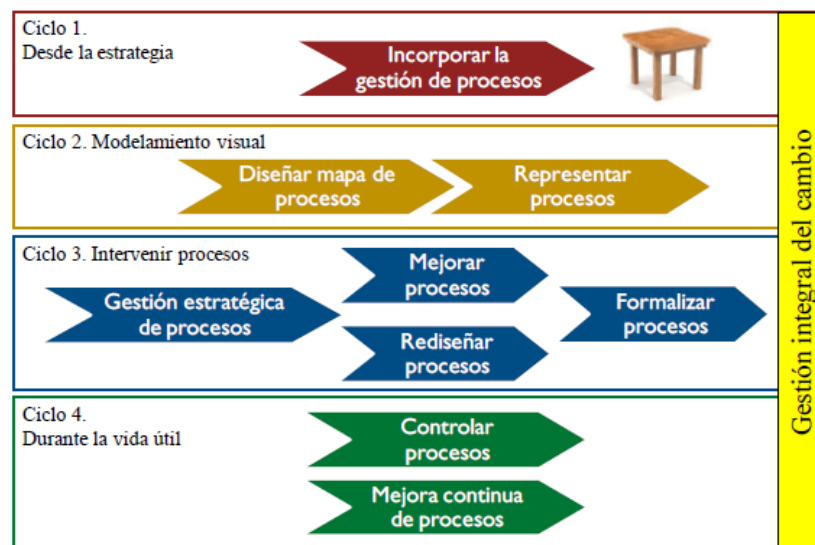 Ciclo 1.
Desde la estrategia
Incorporar la
gestión de procesos
Ciclo 2. Modelamiento visual
Diseñar mapa de
procesos
Representar
procesos
Ciclo 3. Intervenir procesos
Gestión estratégica
de procesos
Mejorar
procesos
Rediseñar
procesos
Formalizar
procesos
Ciclo 4.
Durante la vida útil
Controlar
procesos
Mejora continua
de procesos
Gestión integral del cambio